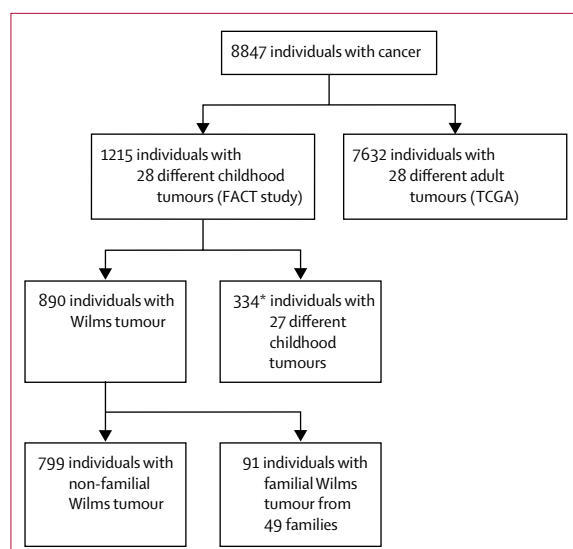 8847 individuals with cancer
1215 individuals with
28 different childhood
tumours (FACT study)
7632 individuals with
28 different adult
tumours (TCGA)
890 individuals with
Wilms tumour
334* individuals with
27 different
childhood
tumours
799 individuals with
non-familial
Wilms tumour
91 individuals with
familial Wilms
tumour from
49 families